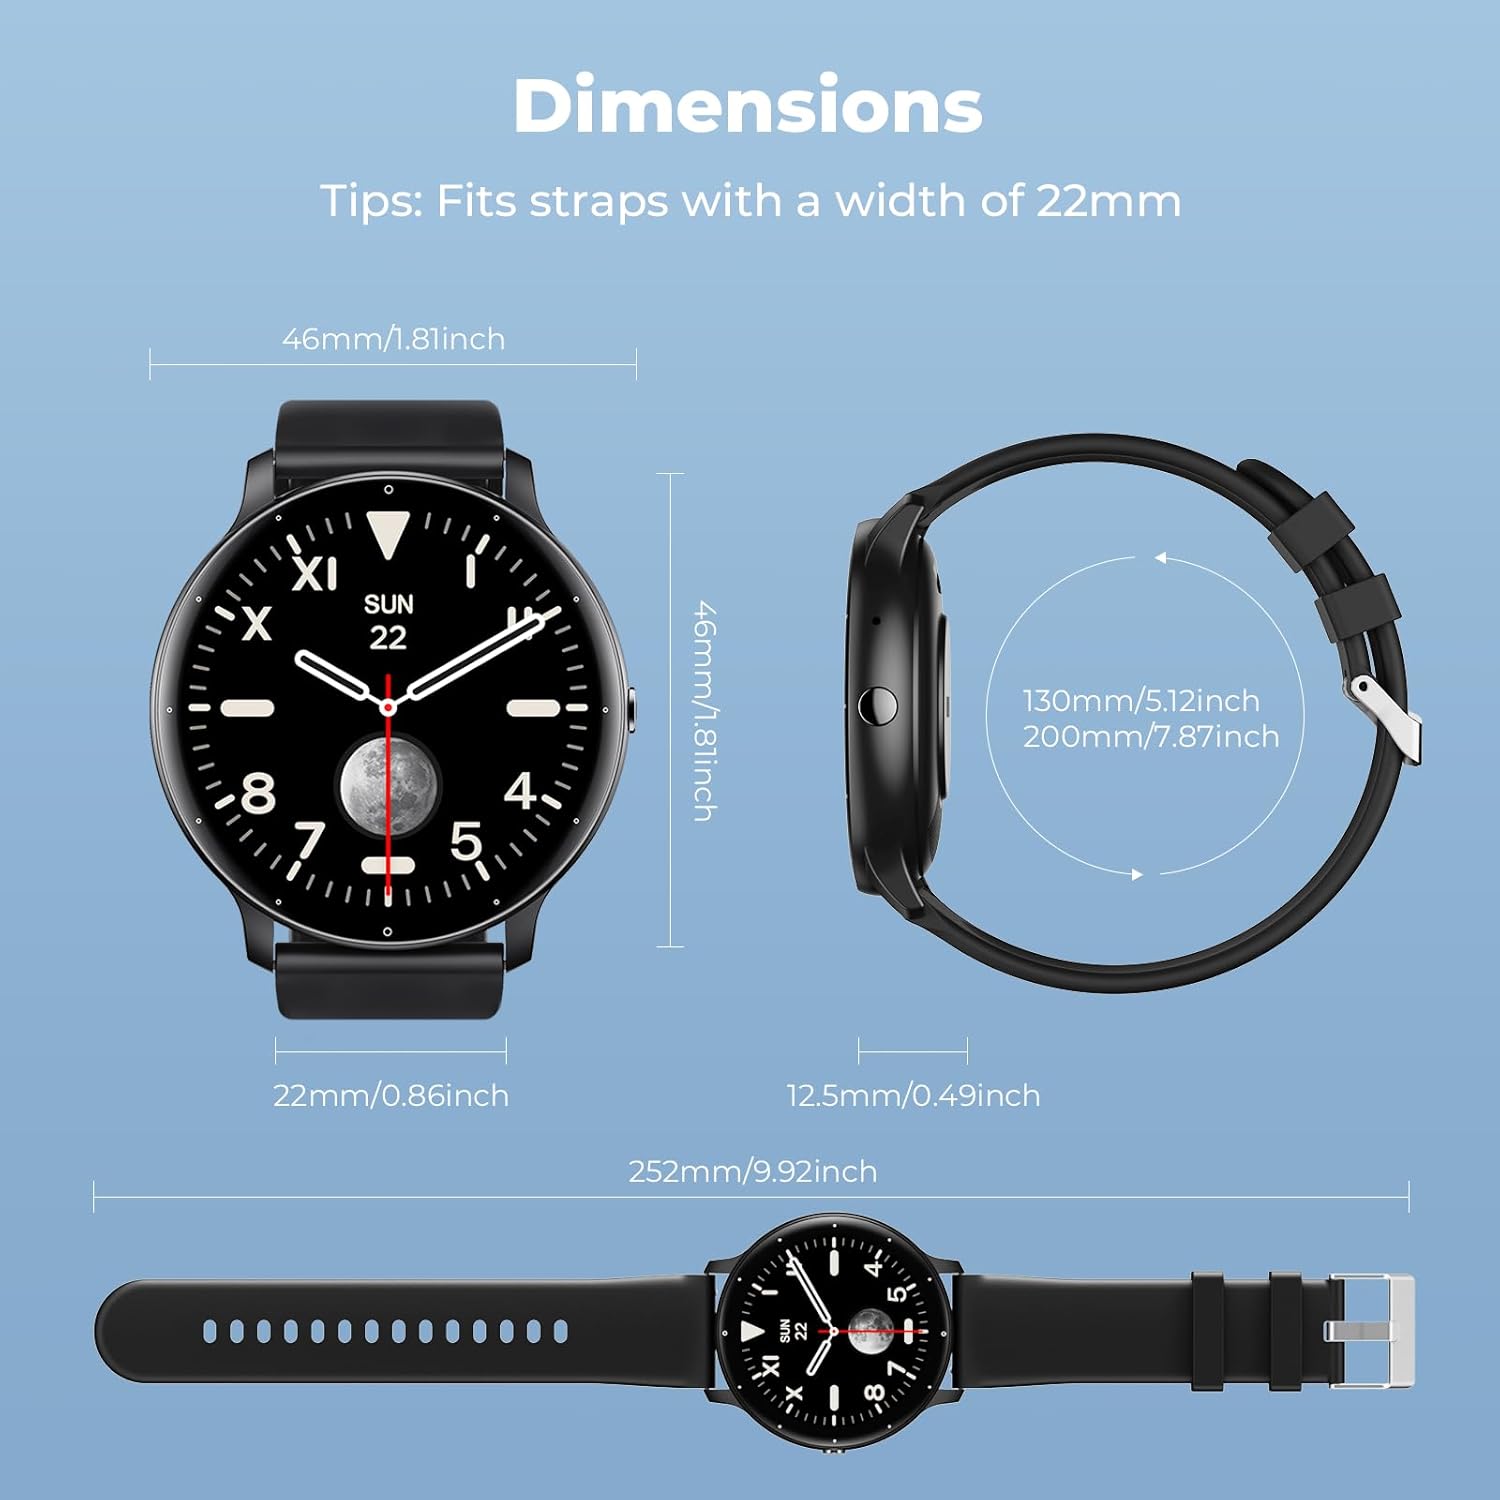 Dimensions
Tips: Fits straps with a width of 22mm
46mm/1.81inch
XI
I
X
II
SUN
22
8
4
7
5
46mm/1.81inch
130mm/5.12inch
200mm/7.87inch
22mm/0.86inch
12.5mm/0.49inch
252mm/9.92inch
II
4
I
5
SUN
22
XI
7
X
8